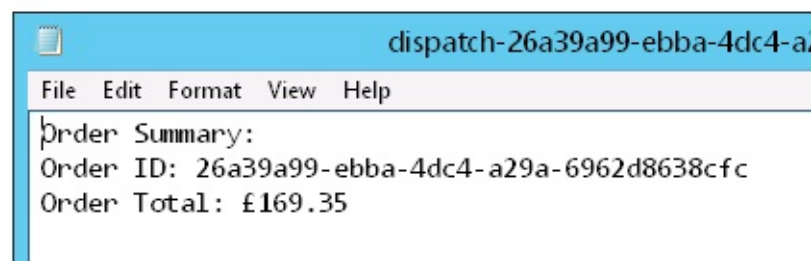 dispatch-26a39a99-ebba-4dc4-a2
File Edit Format View Help
Order Summary:
Order ID: 26a39a99-ebba-4dc4-a29a-6962d8638cfc
Order Total: £169.35